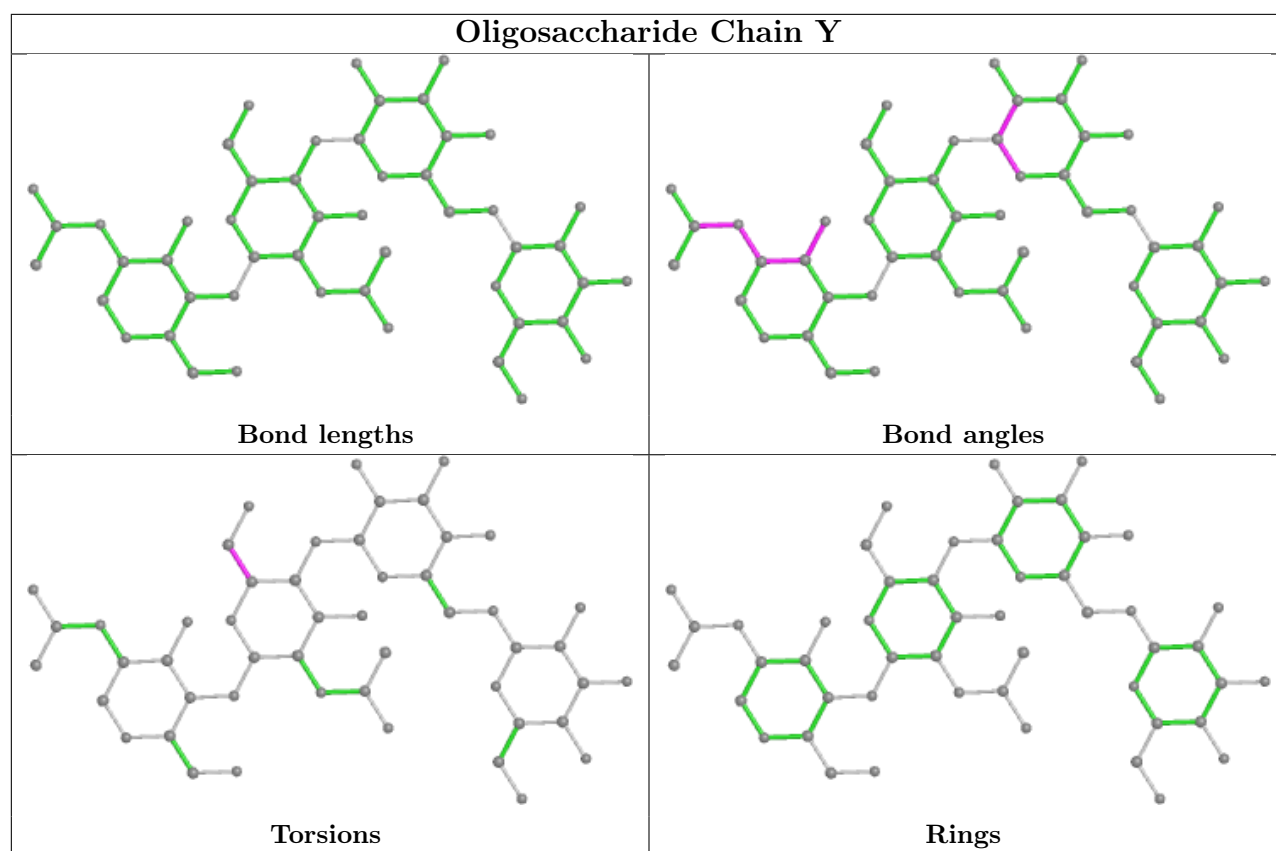 Oligosaccharide Chain Y
Bond lengths
Bond angles
Torsions
Rings